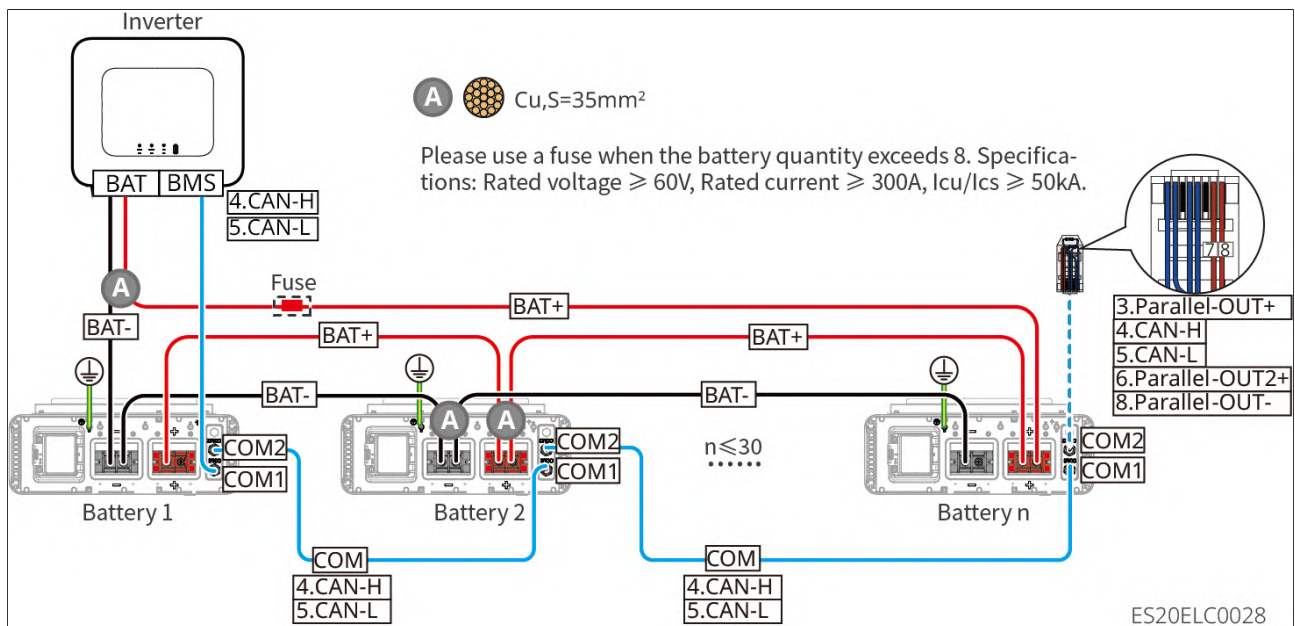 Inverter
A Cu,S=35mm²
Please use a fuse when the battery quantity exceeds 8. Specifica-
tions: Rated voltage ≥ 60V, Rated current ≥ 300A, Icu/Ics ≥ 50kA.
BAT BMS
4.CAN-H
5.CAN-L
7 8
A
Fuse
BAT+
3.Parallel-OUT+
4.CAN-H
5.CAN-L
6.Parallel-OUT2+
8.Parallel-OUT-
BAT-
BAT+
BAT+
BAT-
BAT-
A A
n≤30
COM2
COM1
COM2
COM1
COM2
COM1
Battery 1
Battery 2
Battery n
COM
4.CAN-H
5.CAN-L
COM
4.CAN-H
5.CAN-L
ES20ELC0028